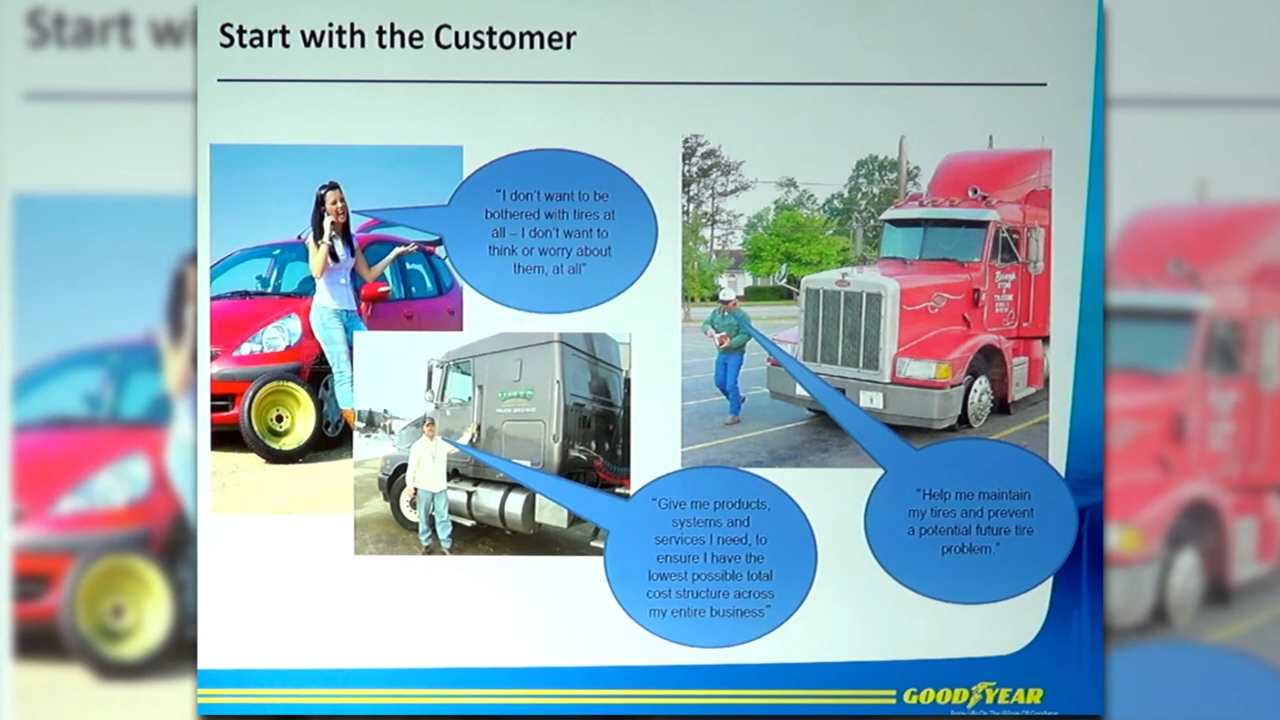 Start with the Customer
“I don’t want to be
bothered with tires at
all – I don’t want to
think or worry about
them, at all”
“Give me products,
systems and
services I need, to
ensure I have the
lowest possible total
cost structure across
my entire business”
“Help me maintain
my tires and prevent
a potential future tire
problem.”
GOODYEAR